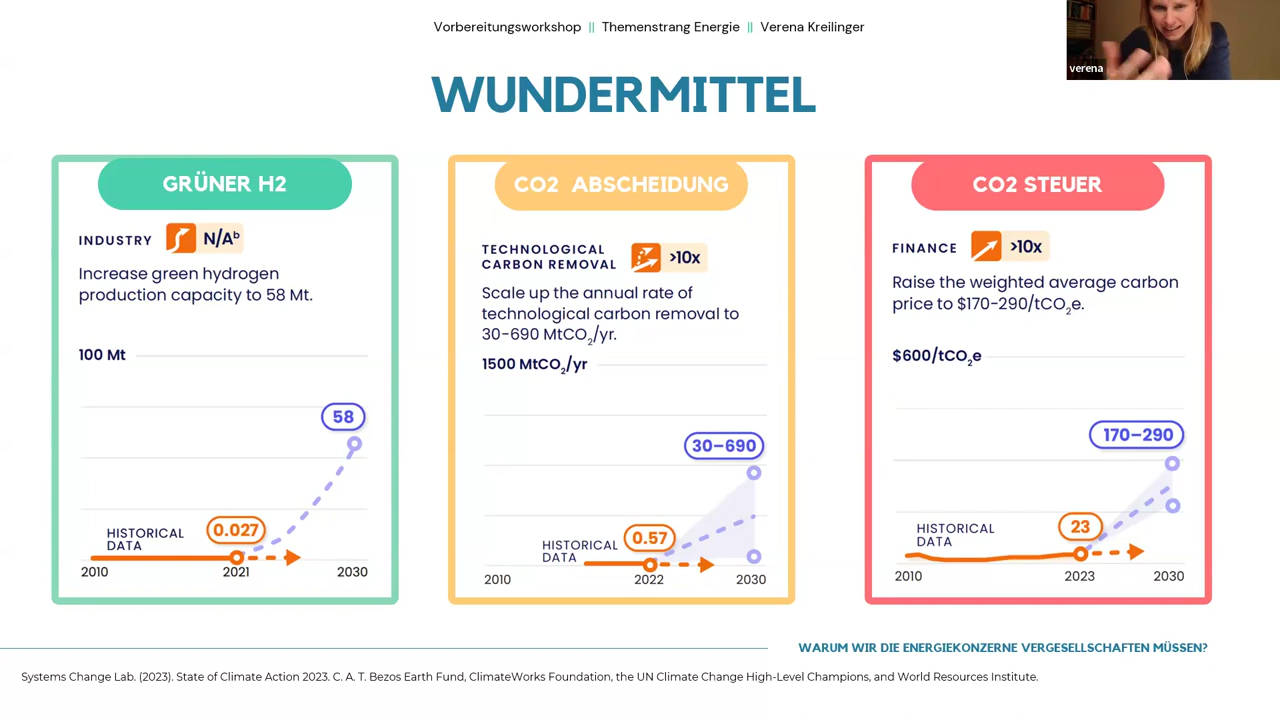 Vorbereitungsworkshop || Themenstrang Energie || Verena Kreilinger
verena
WUNDERMITTEL
GRÜNER H2
INDUSTRY
N/Aᵇ
Increase green hydrogen
production capacity to 58 Mt.
100 Mt
58
HISTORICAL
DATA
0.027
2010
2021
2030
CO2 ABSCHEIDUNG
TECHNOLOGICAL
CARBON REMOVAL
>10x
Scale up the annual rate of
technological carbon removal to
30-690 MtCO₂/yr.
1500 MtCO₂/yr
30–690
HISTORICAL
DATA
0.57
2010
2022
2030
CO2 STEUER
FINANCE
>10x
Raise the weighted average carbon
price to $170-290/tCO₂e.
$600/tCO₂e
170–290
HISTORICAL
DATA
23
2010
2023
2030
WARUM WIR DIE ENERGIEKONZERNE VERGESELLSCHAFTEN MÜSSEN?
Systems Change Lab. (2023). State of Climate Action 2023. C. A. T. Bezos Earth Fund, ClimateWorks Foundation, the UN Climate Change High-Level Champions, and World Resources Institute.